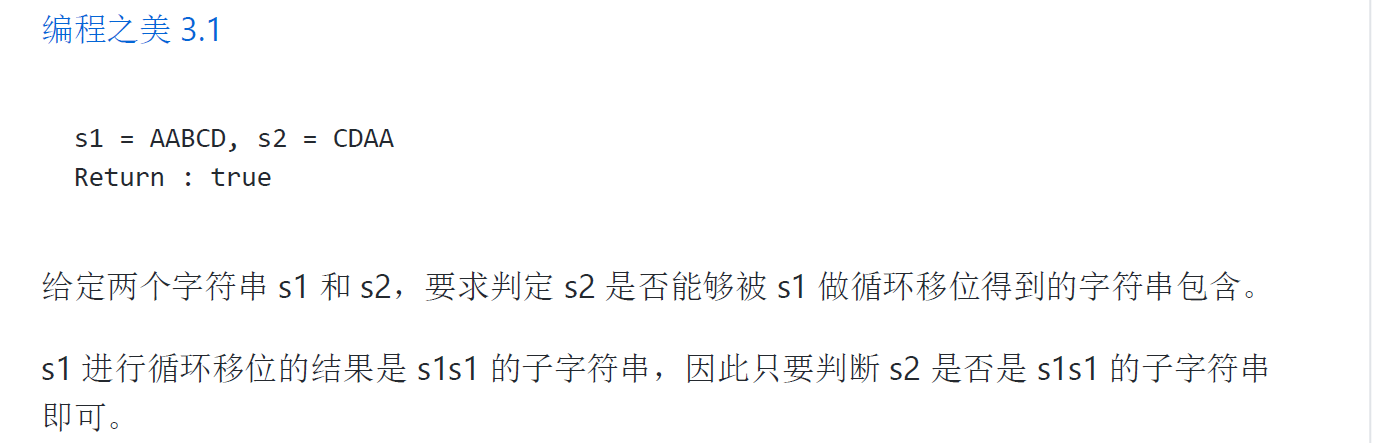 编程之美 3.1
s1 = AABCD, s2 = CDAA
Return : true
给定两个字符串 s1 和 s2，要求判定 s2 是否能够被 s1 做循环移位得到的字符串包含。
s1 进行循环移位的结果是 s1s1 的子字符串，因此只要判断 s2 是否是 s1s1 的子字符串
即可。